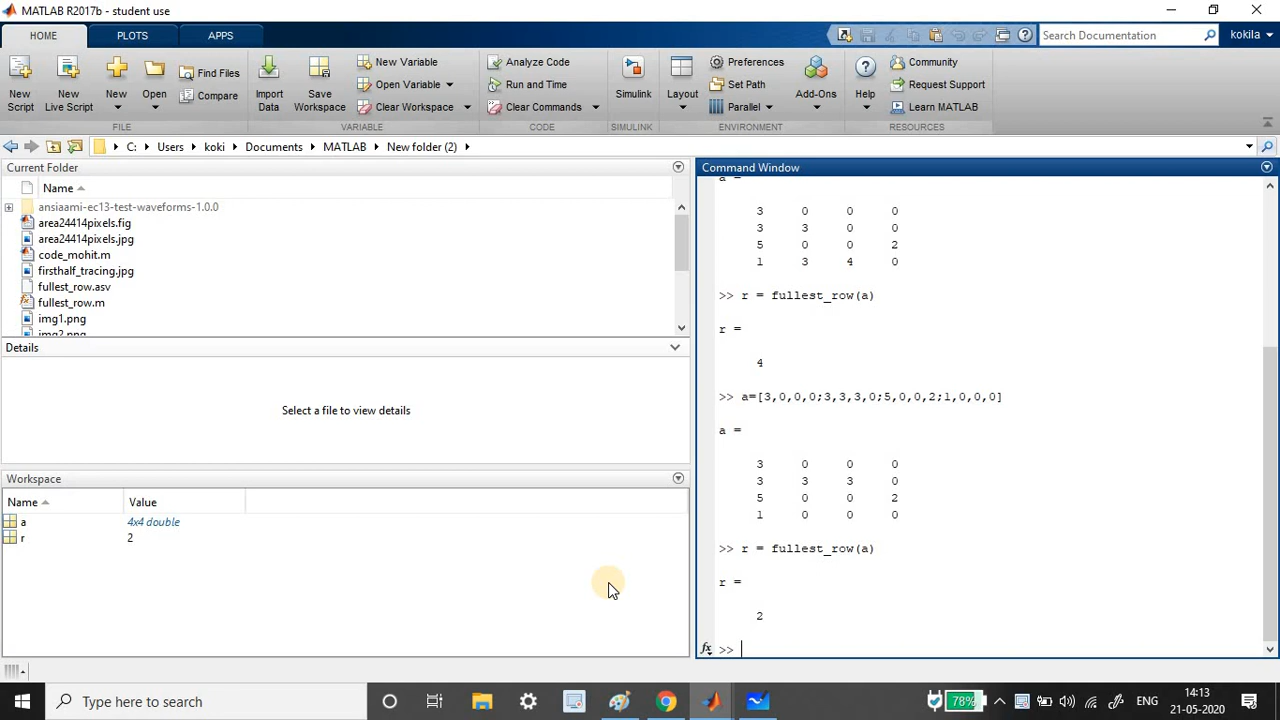 MATLAB R2017b - student use
HOME PLOTS APPS
Search Documentation
kokila
New Script
New Live Script
New
Open
Find Files
Compare
Import Data
Save Workspace
New Variable
Open Variable
Clear Workspace
Analyze Code
Run and Time
Clear Commands
Simulink
Layout
Preferences
Set Path
Parallel
Add-Ons
Help
Community
Request Support
Learn MATLAB
FILE VARIABLE CODE SIMULINK ENVIRONMENT RESOURCES
C: Users koki Documents MATLAB New folder (2)
Current Folder
Name
ansiaami-ec13-test-waveforms-1.0.0
area24414pixels.fig
area24414pixels.jpg
code_mohit.m
firsthalf_tracing.jpg
fullest_row.asv
fullest_row.m
img1.png
img2.png
Details
Select a file to view details
Workspace
Name Value
a 4x4 double
r 2
Command Window
a =
3 0 0 0
3 3 0 0
5 0 0 2
1 3 4 0
>> r = fullest_row(a)
r =
4
>> a=[3,0,0,0;3,3,3,0;5,0,0,2;1,0,0,0]
a =
3 0 0 0
3 3 3 0
5 0 0 2
1 0 0 0
>> r = fullest_row(a)
r =
2
fx >>
Type here to search
78%
ENG
14:13
21-05-2020